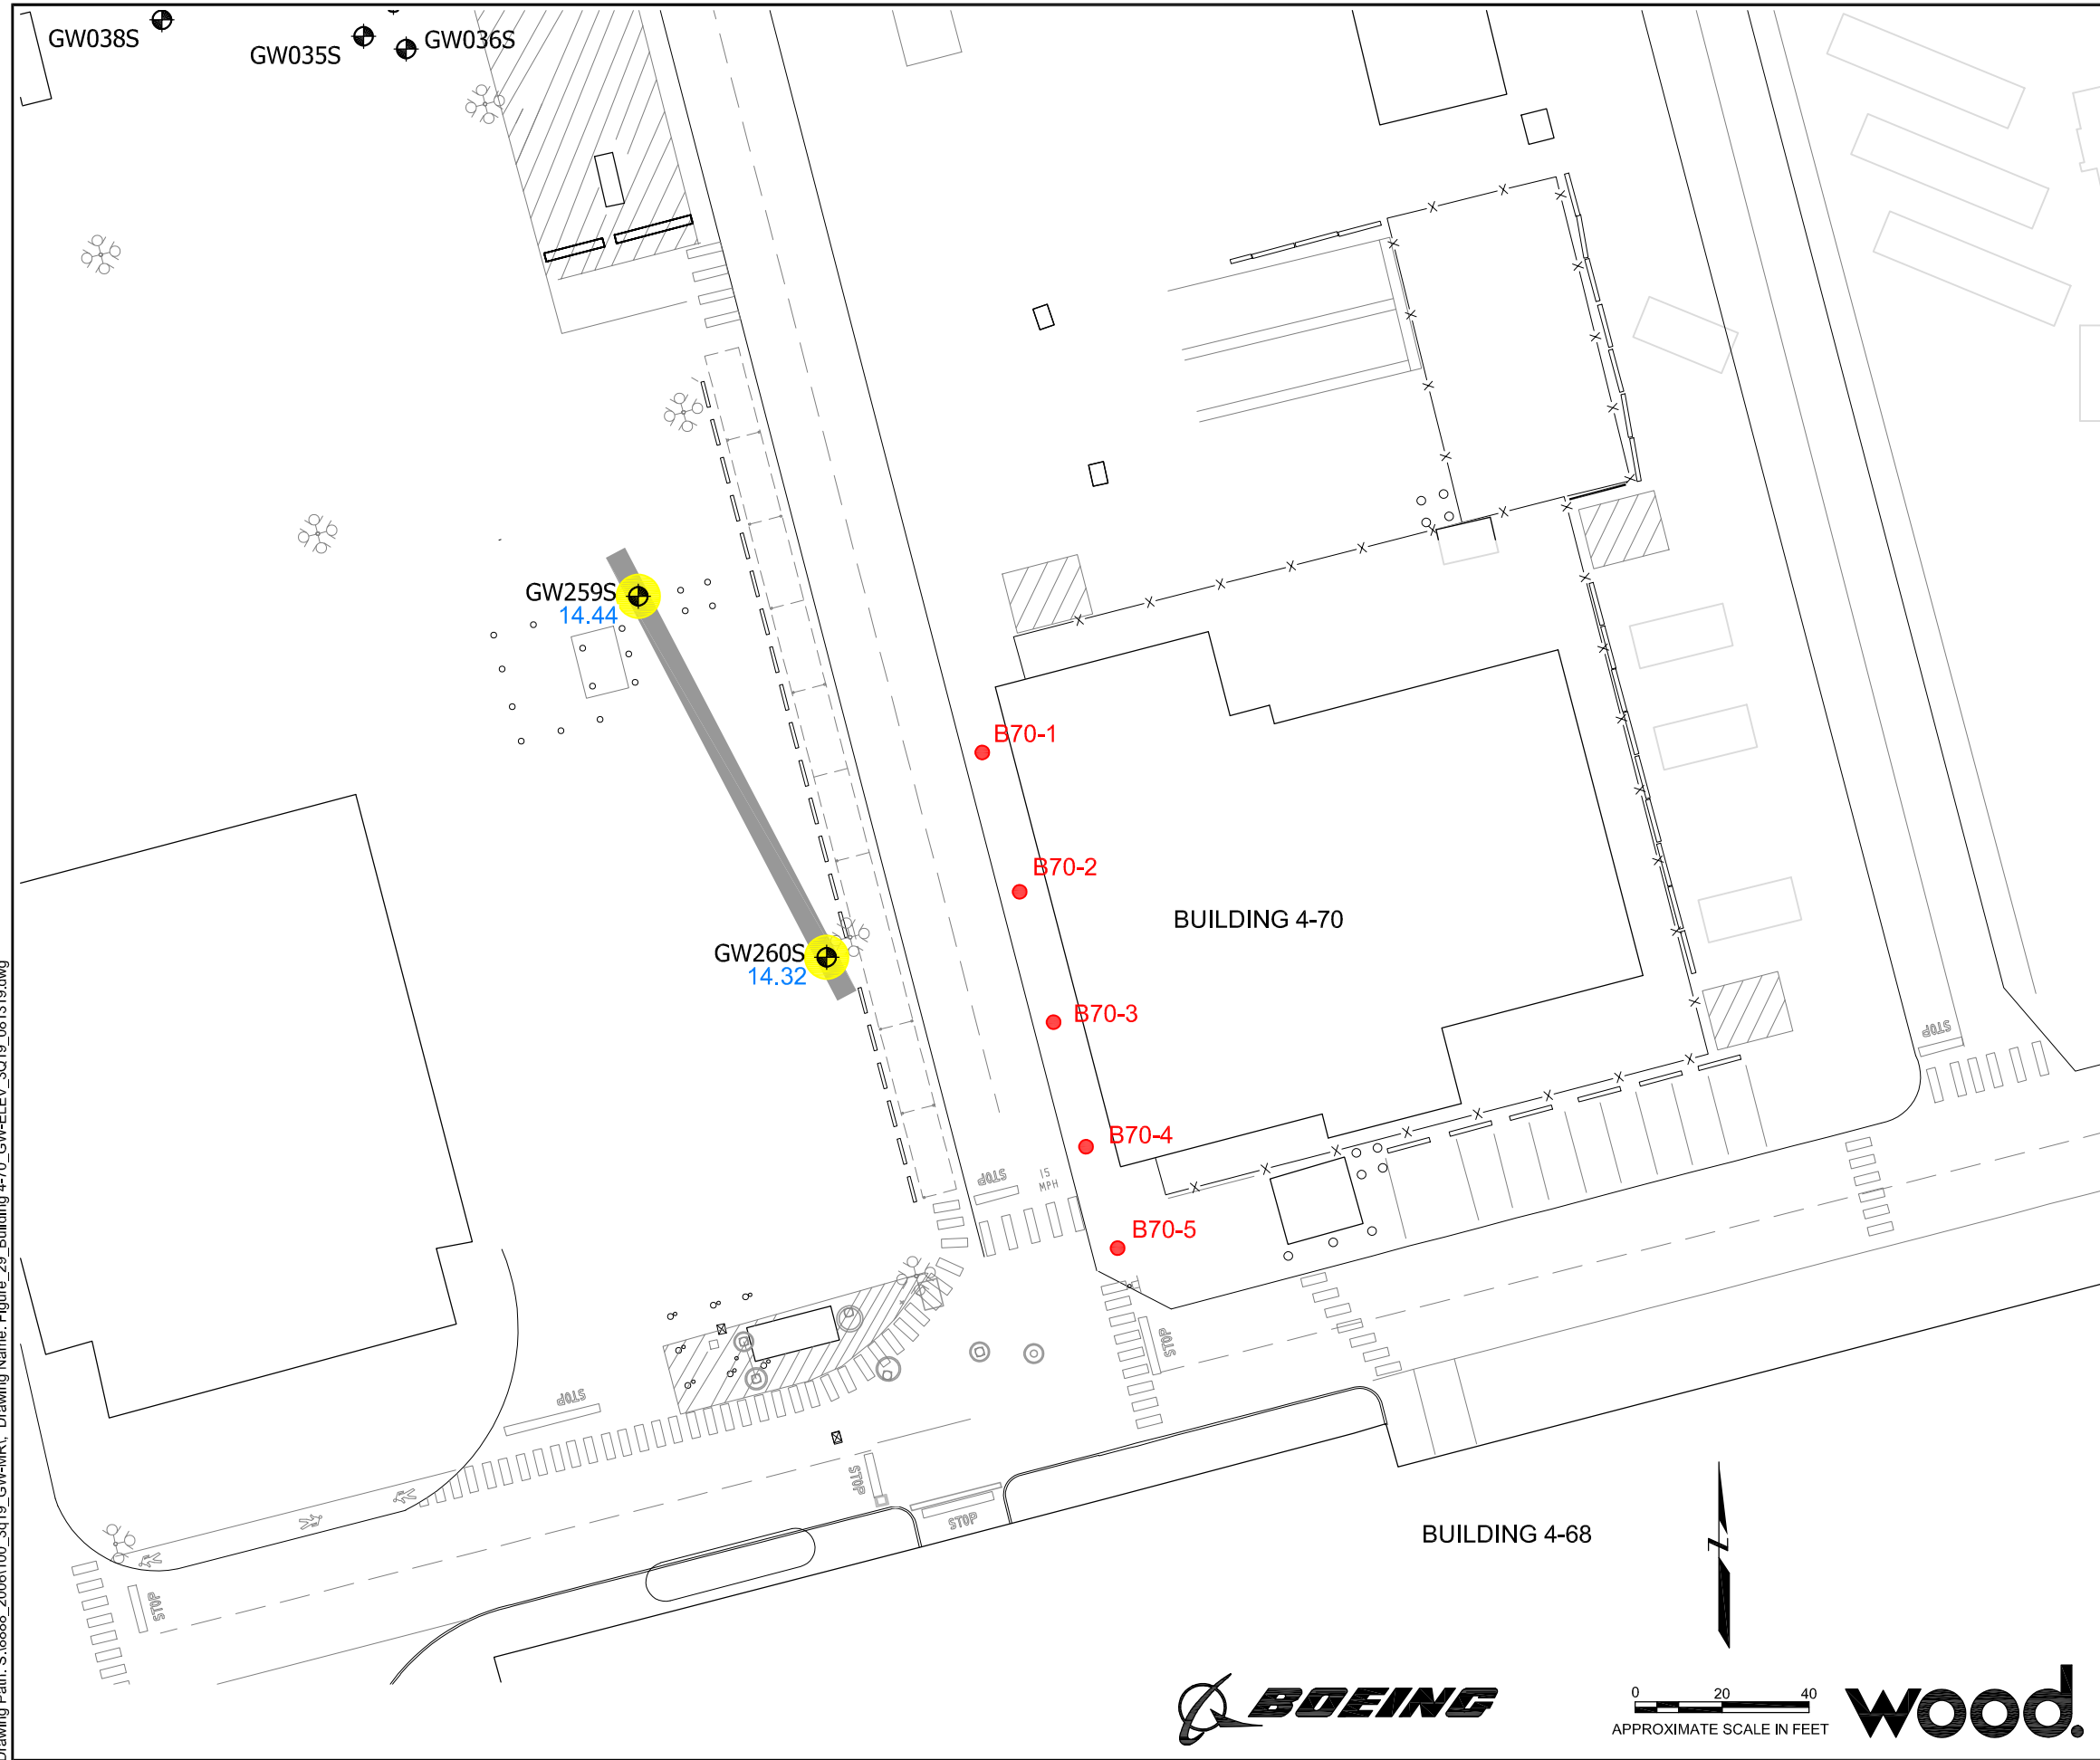 GW038S
GW035S
GW036S
GW259S
14.44
B70-1
B70-2
BUILDING 4-70
GW260S
14.32
B70-3
STOP
B70-4
STOP
15
MPH
B70-5
STOP
STOP
STOP
STOP
BUILDING 4-68
STOP
N
BOEING
0 20 40
APPROXIMATE SCALE IN FEET
wood.